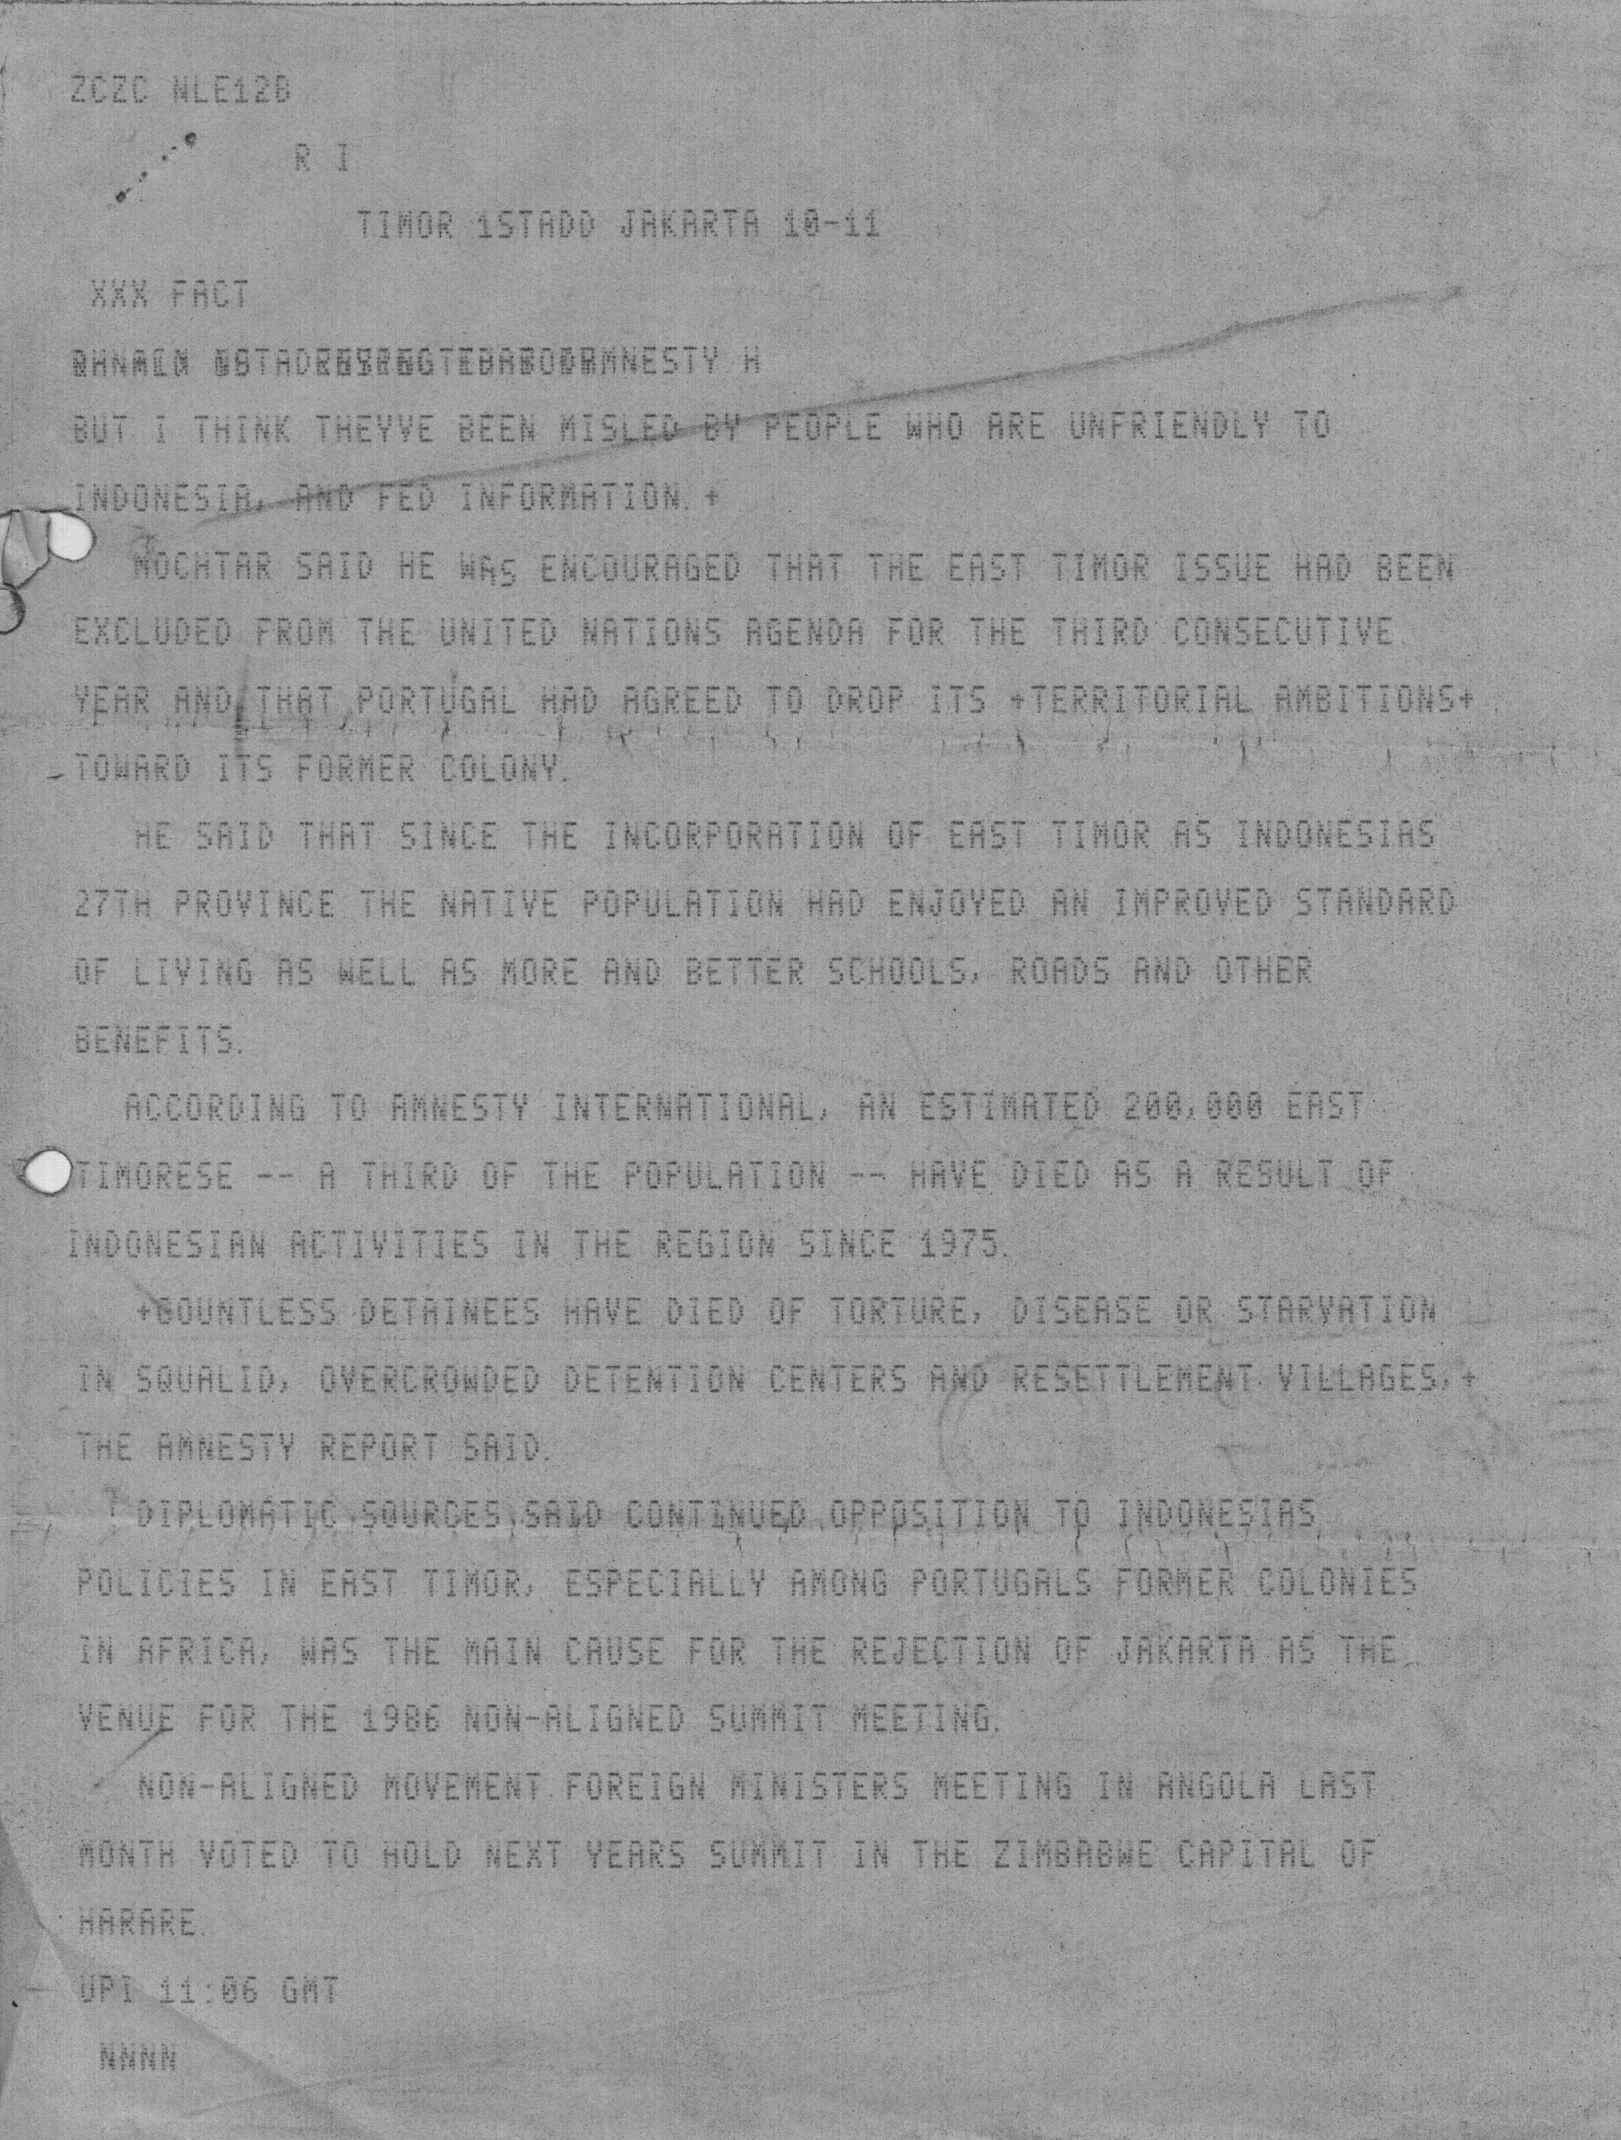 ZCZC NLE12B
R I
TIMOR 1STADD JAKARTA 10-11
XXX FACT
AMNESTY H
BUT I THINK THEYVE BEEN MISLED BY PEOPLE WHO ARE UNFRIENDLY TO
INDONESIA, AND FED INFORMATION.+
MOCHTAR SAID HE WAS ENCOURAGED THAT THE EAST TIMOR ISSUE HAD BEEN
EXCLUDED FROM THE UNITED NATIONS AGENDA FOR THE THIRD CONSECUTIVE
YEAR AND THAT PORTUGAL HAD AGREED TO DROP ITS +TERRITORIAL AMBITIONS+
TOWARD ITS FORMER COLONY.
HE SAID THAT SINCE THE INCORPORATION OF EAST TIMOR AS INDONESIAS
27TH PROVINCE THE NATIVE POPULATION HAD ENJOYED AN IMPROVED STANDARD
OF LIVING AS WELL AS MORE AND BETTER SCHOOLS, ROADS AND OTHER
BENEFITS.
ACCORDING TO AMNESTY INTERNATIONAL, AN ESTIMATED 200,000 EAST
TIMORESE -- A THIRD OF THE POPULATION -- HAVE DIED AS A RESULT OF
INDONESIAN ACTIVITIES IN THE REGION SINCE 1975.
+COUNTLESS DETAINEES HAVE DIED OF TORTURE, DISEASE OR STARVATION
IN SQUALID, OVERCROWDED DETENTION CENTERS AND RESETTLEMENT VILLAGES,+
THE AMNESTY REPORT SAID.
DIPLOMATIC SOURCES SAID CONTINUED OPPOSITION TO INDONESIAS
POLICIES IN EAST TIMOR, ESPECIALLY AMONG PORTUGALS FORMER COLONIES
IN AFRICA, WAS THE MAIN CAUSE FOR THE REJECTION OF JAKARTA AS THE
VENUE FOR THE 1986 NON-ALIGNED SUMMIT MEETING.
NON-ALIGNED MOVEMENT FOREIGN MINISTERS MEETING IN ANGOLA LAST
MONTH VOTED TO HOLD NEXT YEARS SUMMIT IN THE ZIMBABWE CAPITAL OF
HARARE.
UPI 11:06 GMT
NNNN